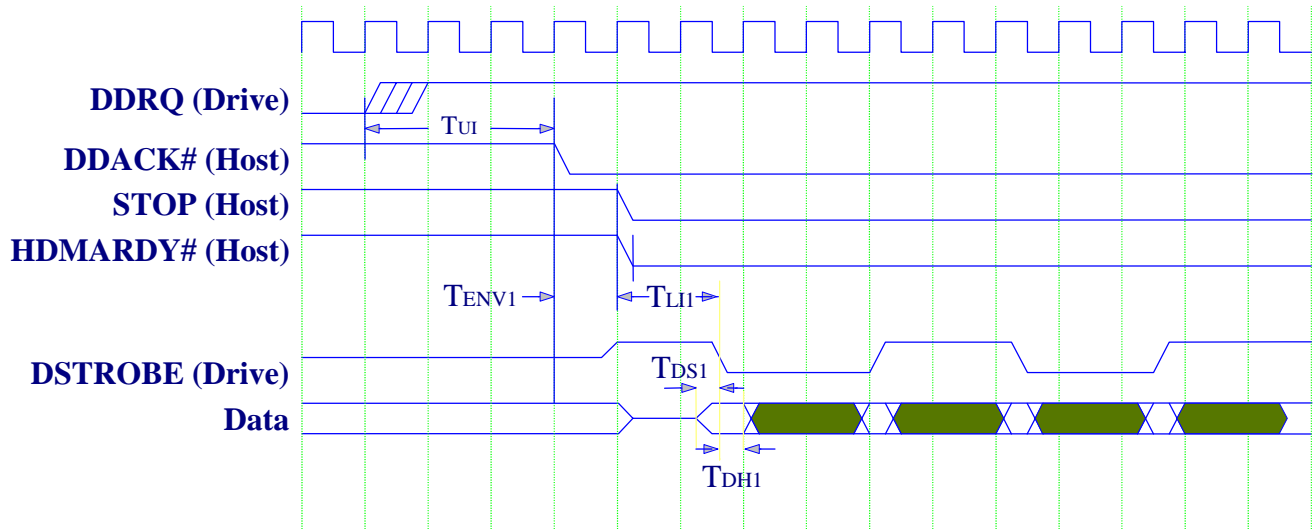 DDRQ (Drive)
TUI
DDACK# (Host)
STOP (Host)
HDMARDY# (Host)
TENV1
TLI1
TDS1
DSTROBE (Drive)
Data
TDH1